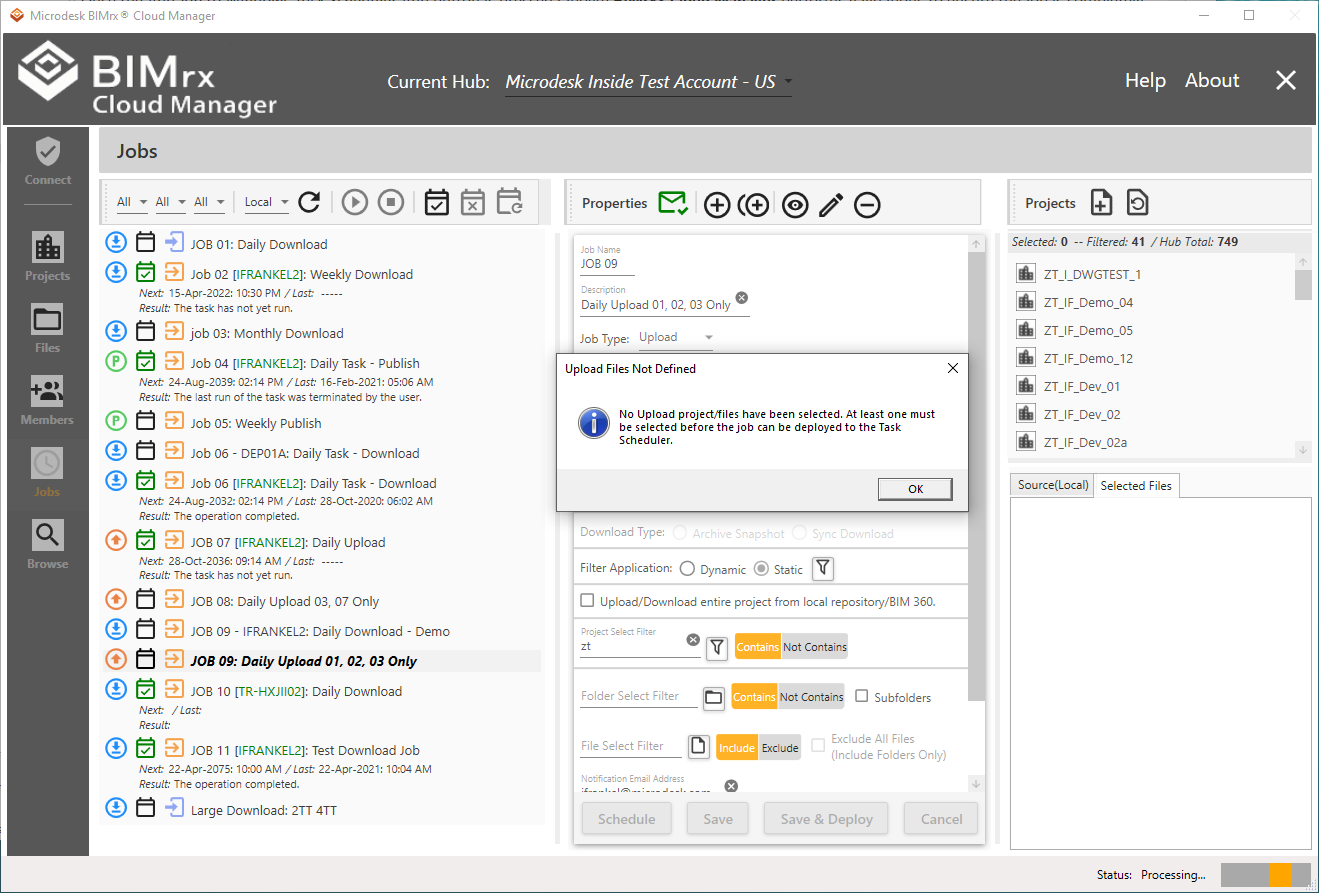 Microdesk BIMrx® Cloud Manager
BIMrx
Cloud Manager
Current Hub: Microdesk Inside Test Account - US
Help About
Connect
Projects
Files
Members
Jobs
Browse
Jobs
All All All Local
JOB 01: Daily Download
Job 02 [IFRANKEL2]: Weekly Download
Next: 15-Apr-2022: 10:30 PM / Last: -----
Result: The task has not yet run.
job 03: Monthly Download
Job 04 [IFRANKEL2]: Daily Task - Publish
Next: 24-Aug-2039: 02:14 PM / Last: 16-Feb-2021: 05:06 AM
Result: The last run of the task was terminated by the user.
Job 05: Weekly Publish
Job 06 - DEP01A: Daily Task - Download
Job 06 [IFRANKEL2]: Daily Task - Download
Next: 24-Aug-2032: 02:14 PM / Last: 28-Oct-2020: 06:02 AM
Result: The operation completed.
JOB 07 [IFRANKEL2]: Daily Upload
Next: 28-Oct-2036: 09:14 AM / Last: -----
Result: The task has not yet run.
JOB 08: Daily Upload 03, 07 Only
JOB 09 - IFRANKEL2: Daily Download - Demo
JOB 09: Daily Upload 01, 02, 03 Only
JOB 10 [TR-HXJII02]: Daily Download
Next: / Last:
Result:
JOB 11 [IFRANKEL2]: Test Download Job
Next: 22-Apr-2075: 10:00 AM / Last: 22-Apr-2021: 10:04 AM
Result: The operation completed.
Large Download: 2TT 4TT
Properties
Job Name
JOB 09
Description
Daily Upload 01, 02, 03 Only
Job Type: Upload
Upload Files Not Defined
No Upload project/files have been selected. At least one must
be selected before the job can be deployed to the Task
Scheduler.
OK
Download Type: Archive Snapshot Sync Download
Filter Application: Dynamic Static
Upload/Download entire project from local repository/BIM 360.
Project Select Filter
zt
Contains Not Contains
Folder Select Filter Contains Not Contains Subfolders
File Select Filter Include Exclude Exclude All Files
(Include Folders Only)
Notification Email Address
ifrankel@microdesk.com
Schedule Save Save & Deploy Cancel
Projects
Selected: 0 -- Filtered: 41 / Hub Total: 749
ZT_I_DWGTEST_1
ZT_IF_Demo_04
ZT_IF_Demo_05
ZT_IF_Demo_12
ZT_IF_Dev_01
ZT_IF_Dev_02
ZT_IF_Dev_02a
Source(Local) Selected Files
Status: Processing...